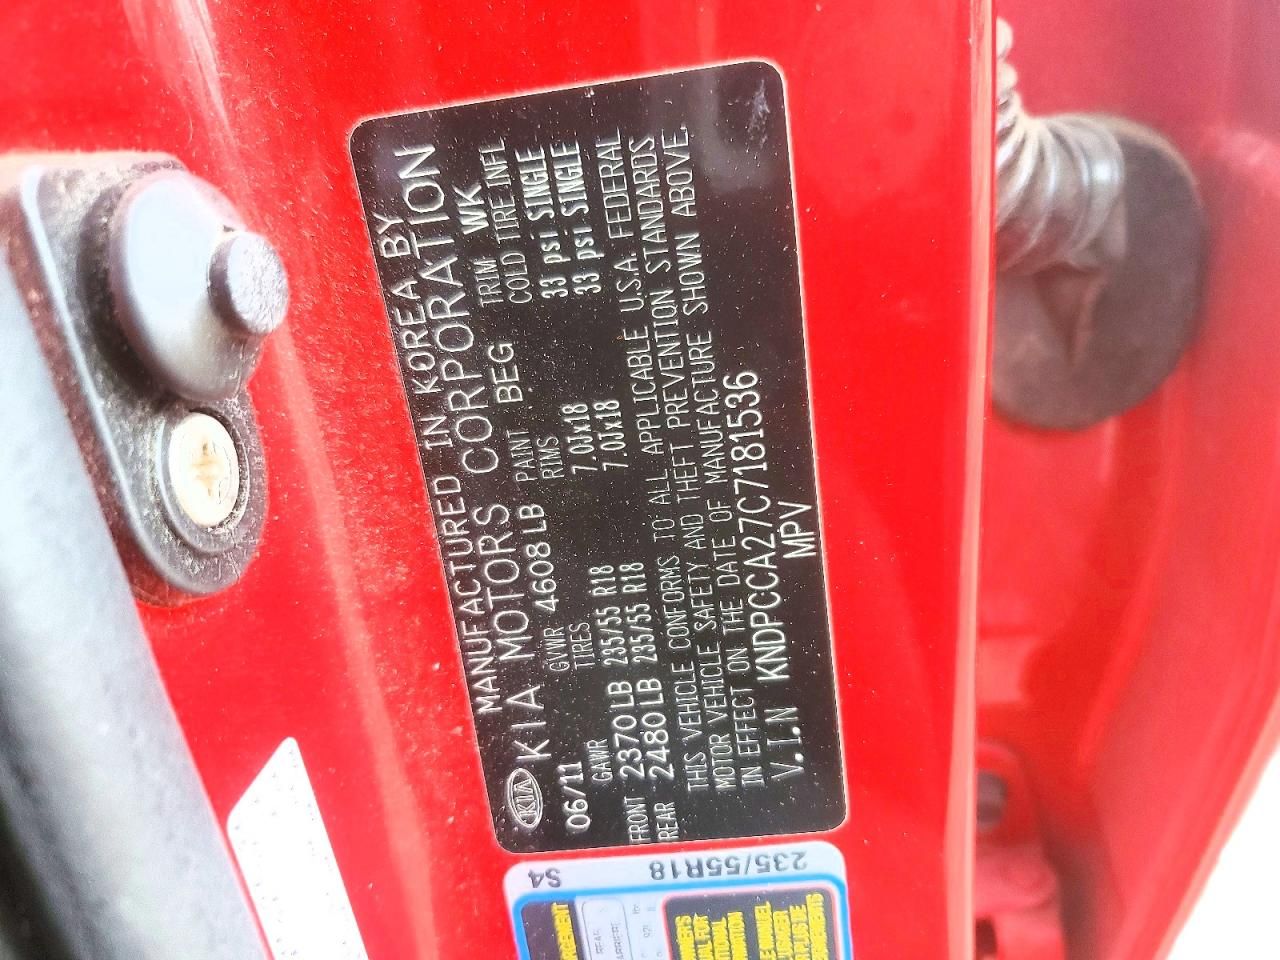 MANUFACTURED IN KOREA BY
KIA KIA MOTORS CORPORATION
06/11 GVWR 4608 LB PAINT BEG TRIM WK
GAWR TIRES RIMS COLD TIRE INFL
FRONT 2370 LB 235/55 R18 7.0Jx18 33 psi SINGLE
REAR 2480 LB 235/55 R18 7.0Jx18 33 psi SINGLE
THIS VEHICLE CONFORMS TO ALL APPLICABLE U.S.A. FEDERAL
MOTOR VEHICLE SAFETY AND THEFT PREVENTION STANDARDS
IN EFFECT ON THE DATE OF MANUFACTURE SHOWN ABOVE.
V.I.N KNDPCCA27C7181536
MPV
235/55R18
S4